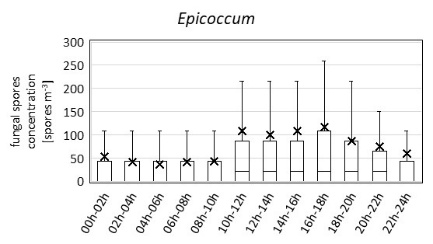 Epicoccum
fungal spores
concentration
[spores m⁻³]
300
250
200
150
100
50
0
00h-02h
02h-04h
04h-06h
06h-08h
08h-10h
10h-12h
12h-14h
14h-16h
16h-18h
18h-20h
20h-22h
22h-24h